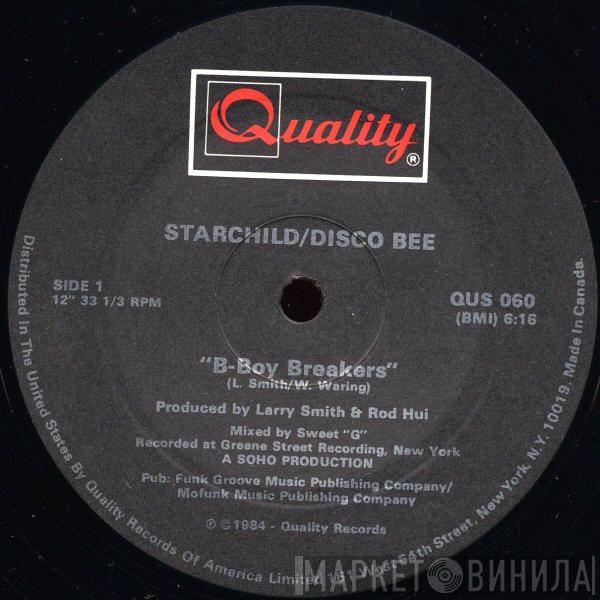 Quality®
STARCHILD/DISCO BEE
SIDE 1
12" 33 1/3 RPM
QUS 060
(BMI) 6:16
"B-Boy Breakers"
(L. Smith/W. Waring)
Produced by Larry Smith & Rod Hui
Mixed by Sweet "G"
Recorded at Greene Street Recording, New York
A SOHO PRODUCTION
Pub: Funk Groove Music Publishing Company/
Mofunk Music Publishing Company
℗ © 1984 - Quality Records
Distributed In The United States By Quality Records Of America Limited 161 West 54th Street, New York, N.Y. 10019. Made In Canada.
МАРКЕТ ВИНИЛА